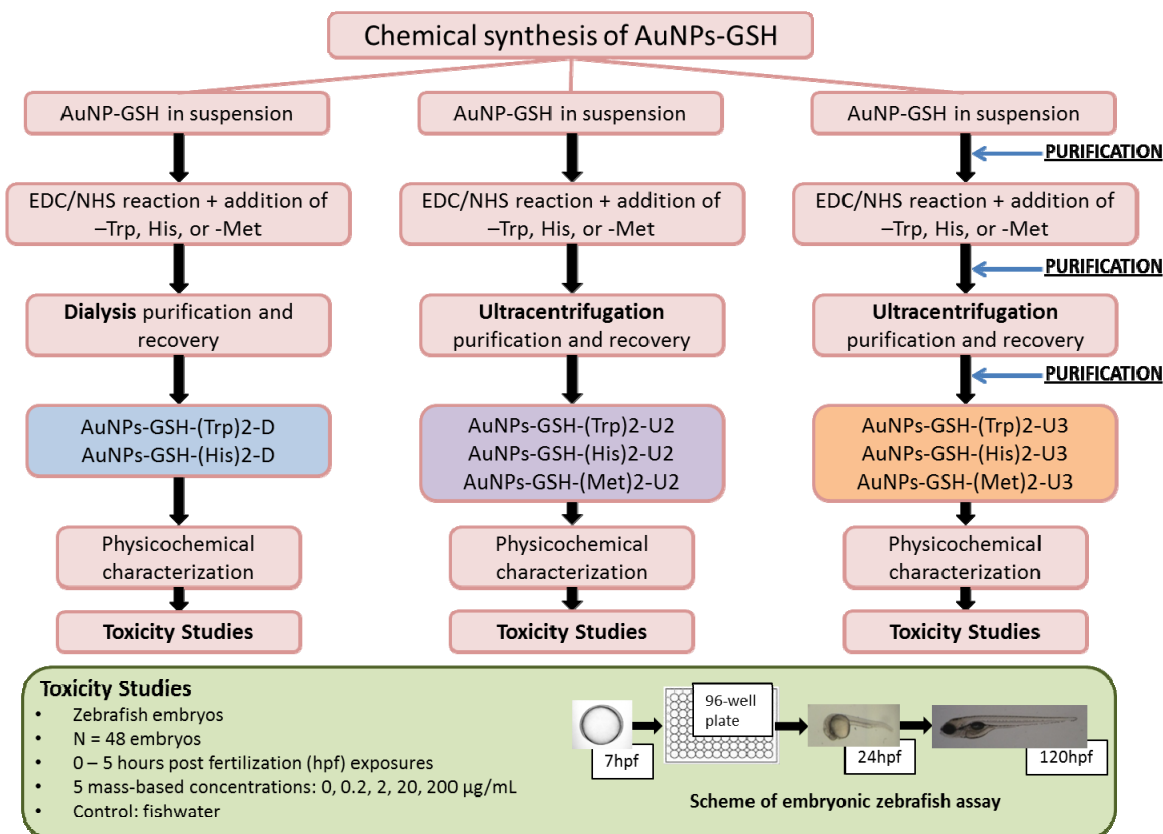 Chemical synthesis of AuNPs-GSH
AuNP-GSH in suspension
AuNP-GSH in suspension
AuNP-GSH in suspension
PURIFICATION
EDC/NHS reaction + addition of
–Trp, His, or -Met
EDC/NHS reaction + addition of
–Trp, His, or -Met
EDC/NHS reaction + addition of
–Trp, His, or -Met
PURIFICATION
Dialysis purification and
recovery
Ultracentrifugation
purification and recovery
Ultracentrifugation
purification and recovery
PURIFICATION
AuNPs-GSH-(Trp)2-D
AuNPs-GSH-(His)2-D
AuNPs-GSH-(Trp)2-U2
AuNPs-GSH-(His)2-U2
AuNPs-GSH-(Met)2-U2
AuNPs-GSH-(Trp)2-U3
AuNPs-GSH-(His)2-U3
AuNPs-GSH-(Met)2-U3
Physicochemical
characterization
Physicochemical
characterization
Physicochemical
characterization
Toxicity Studies
Toxicity Studies
Toxicity Studies
Toxicity Studies
• Zebrafish embryos
• N = 48 embryos
• 0 – 5 hours post fertilization (hpf) exposures
• 5 mass-based concentrations: 0, 0.2, 2, 20, 200 µg/mL
• Control: fishwater
7hpf
96-well
plate
24hpf
120hpf
Scheme of embryonic zebrafish assay